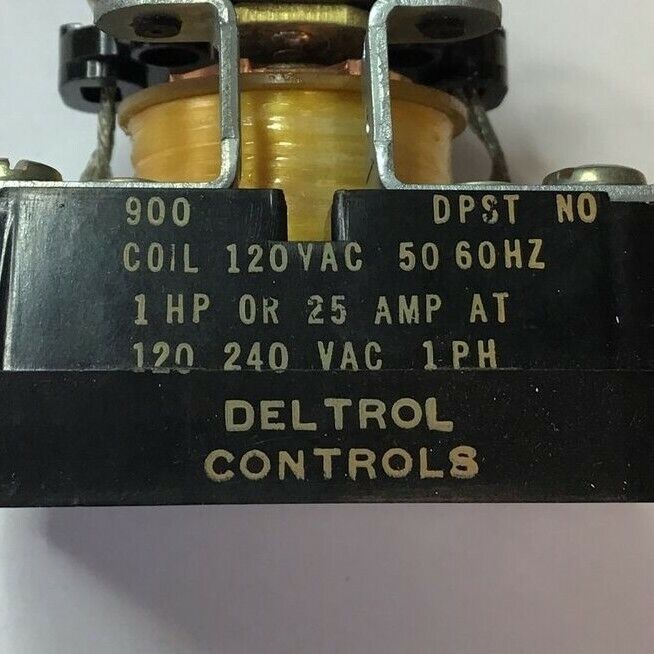 900 DPST NO
COIL 120VAC 50 60HZ
1 HP OR 25 AMP AT
120 240 VAC 1PH
DELTROL
CONTROLS